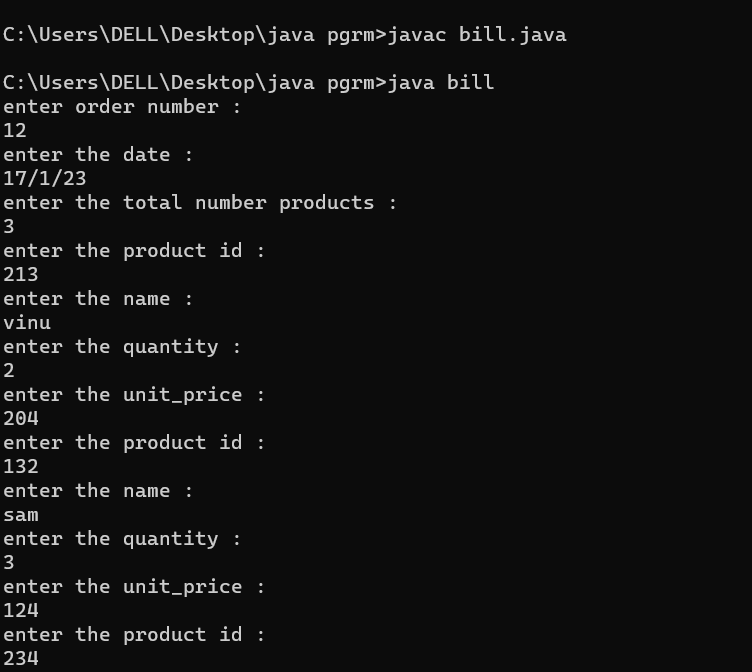 C:\Users\DELL\Desktop\java pgrm>javac bill.java
C:\Users\DELL\Desktop\java pgrm>java bill
enter order number :
12
enter the date :
17/1/23
enter the total number products :
3
enter the product id :
213
enter the name :
vinu
enter the quantity :
2
enter the unit_price :
204
enter the product id :
132
enter the name :
sam
enter the quantity :
3
enter the unit_price :
124
enter the product id :
234